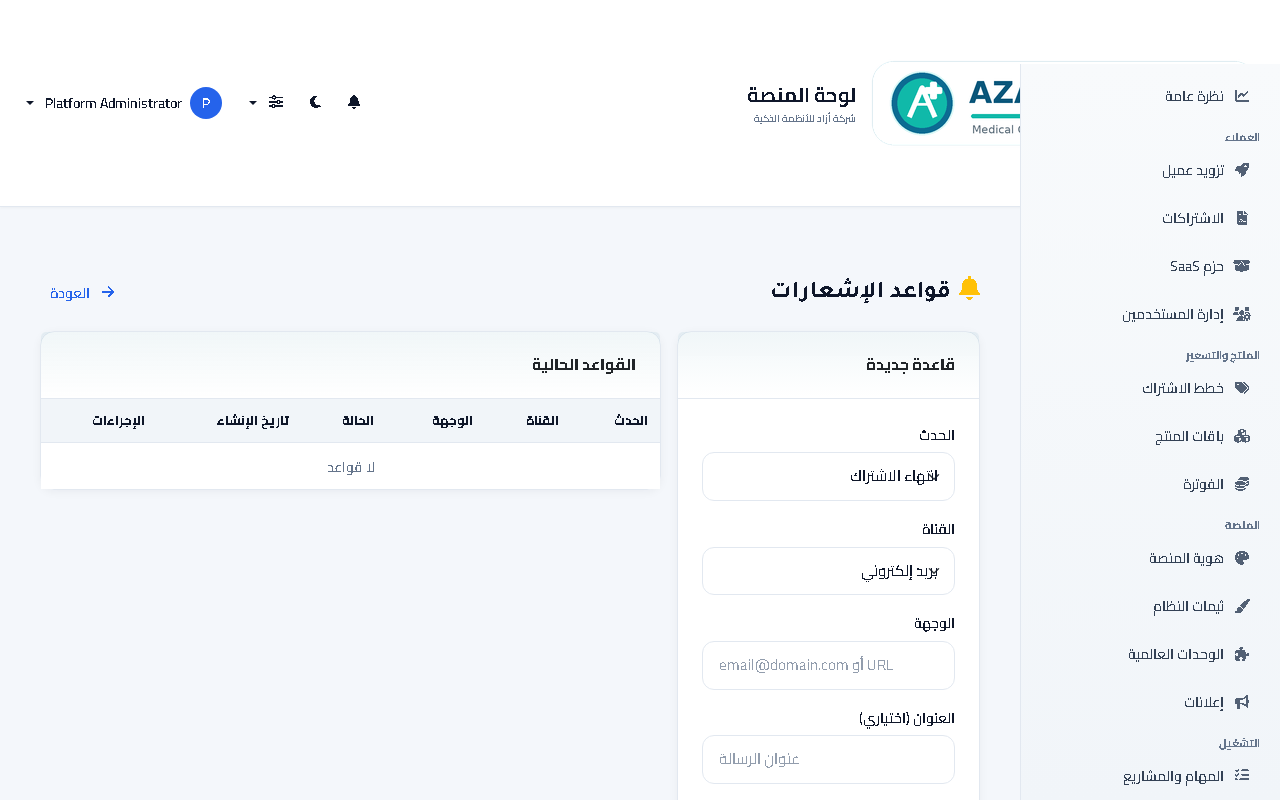 لوحة المنصة
شركة أزاد للأنظمة الذكية
Medical
P
Platform Administrator
نظرة عامة
العملاء
تزويد عميل
الاشتراكات
حزم SaaS
إدارة المستخدمين
المنتج والتسعير
خطط الاشتراك
باقات المنتج
الفوترة
المنصة
هوية المنصة
ثيمات النظام
الوحدات العالمية
إعلانات
التشغيل
المهام والمشاريع
قواعد الإشعارات
العودة
قاعدة جديدة
الحدث
انتهاء الاشتراك
القناة
بريد إلكتروني
الوجهة
email@domain.com أو URL
العنوان (اختياري)
عنوان الرسالة
القواعد الحالية
الحدث القناة الوجهة الحالة تاريخ الإنشاء الإجراءات
لا قواعد